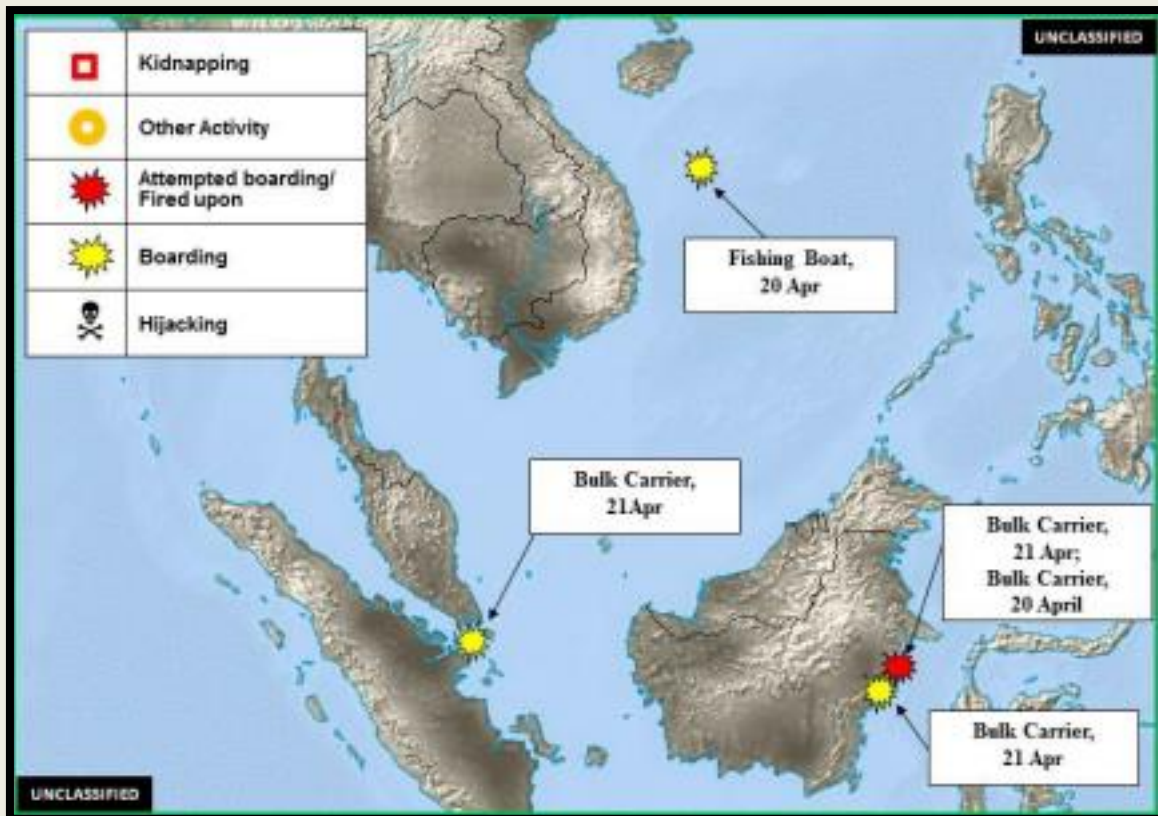 UNCLASSIFIED
Kidnapping
Other Activity
Attempted boarding/
Fired upon
Boarding
Hijacking
Fishing Boat,
20 Apr
Bulk Carrier,
21Apr
Bulk Carrier,
21 Apr;
Bulk Carrier,
20 April
Bulk Carrier,
21 Apr
UNCLASSIFIED